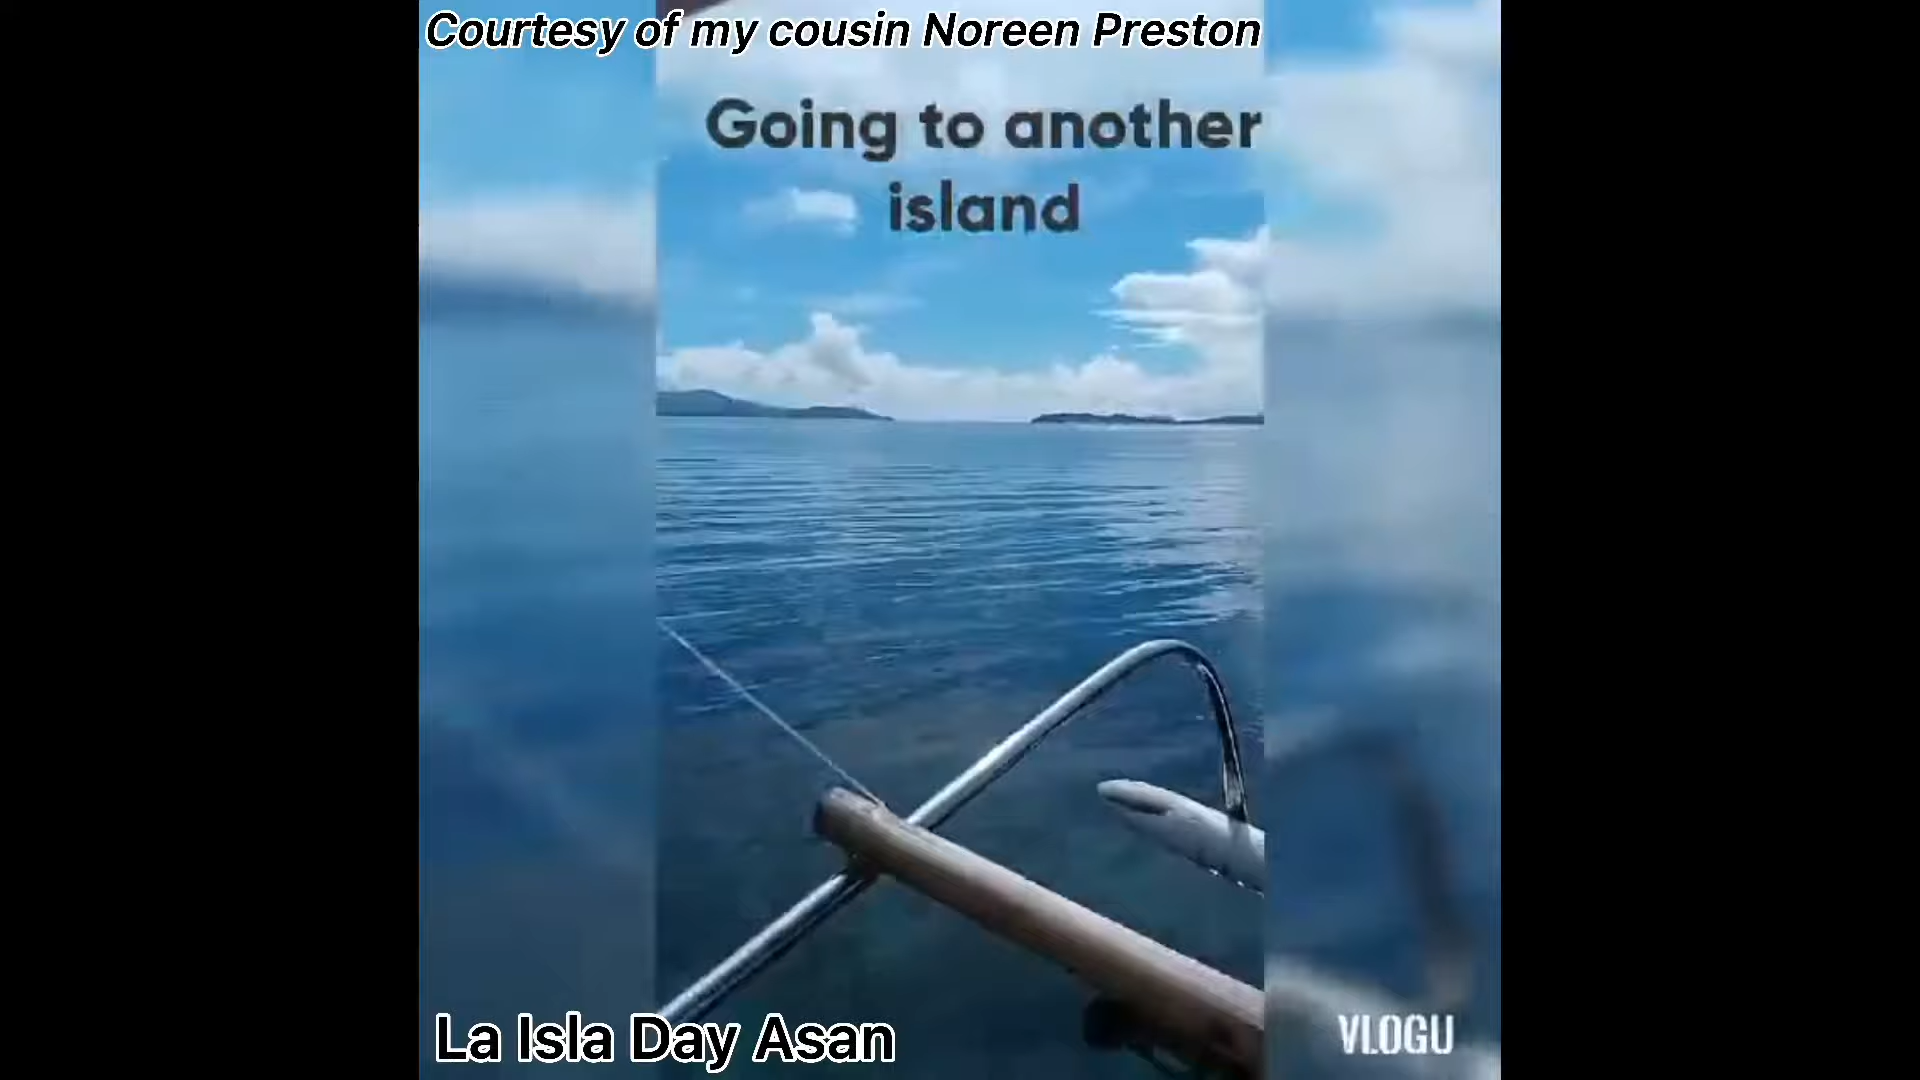 Courtesy of my cousin Noreen Preston
Going to another
island
La Isla Day Asan
VLOGU